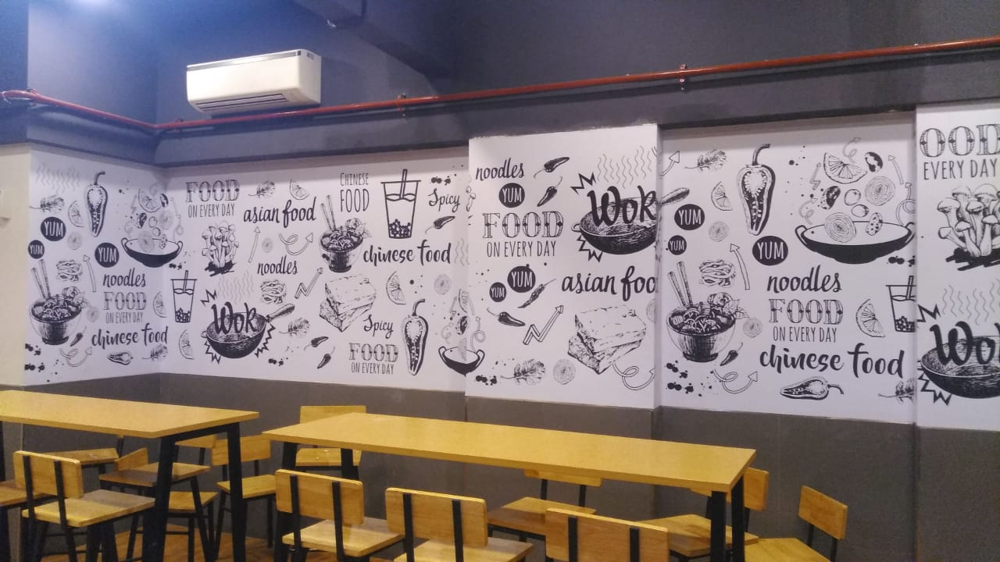 YUM
YUM
YUM
noodles
FOOD
ON EVERY DAY
chinese food
FOOD
ON EVERY DAY
asian food
noodles
Wok
CHINESE
FOOD
Spicy
chinese food
Spicy
FOOD
ON EVERY DAY
noodles
YUM
FOOD
ON EVERY DAY
YUM
YUM
Wok
asian foo
YUM
YUM
YUM
noodles
FOOD
ON EVERY DAY
chinese food
OOD
EVERY DAY
Wok